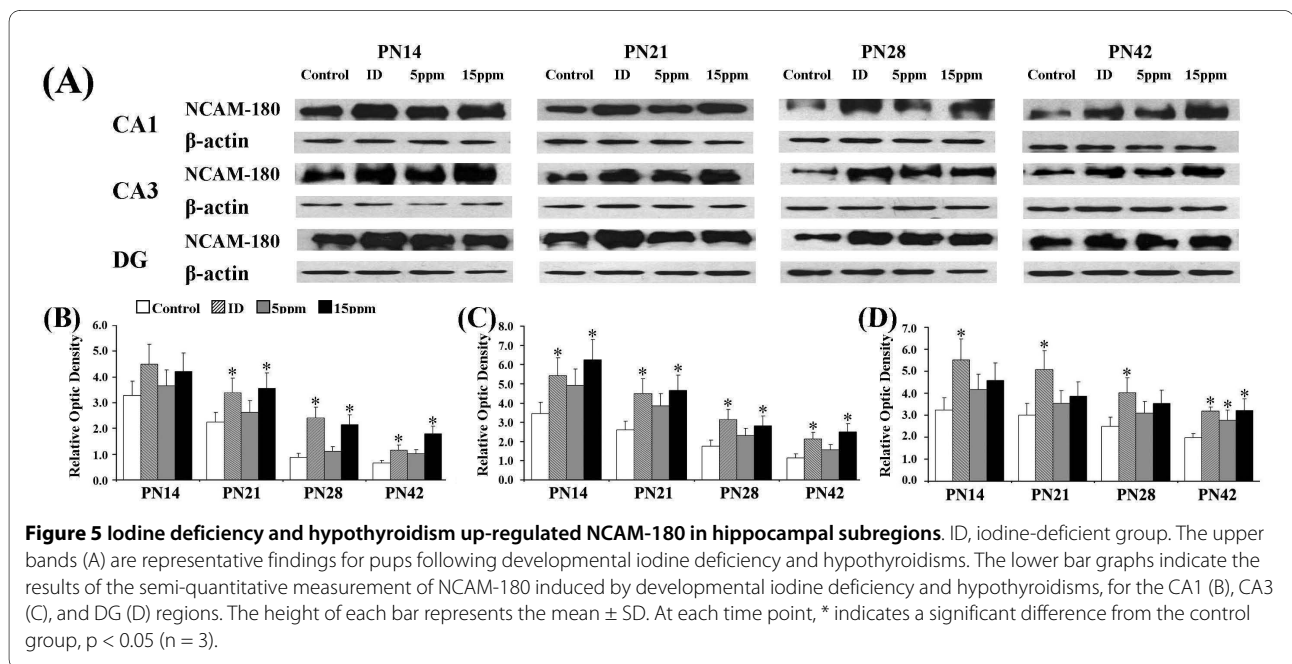 PN14 PN21 PN28 PN42
(A) Control ID 5ppm 15ppm Control ID 5ppm 15ppm Control ID 5ppm 15ppm Control ID 5ppm 15ppm
CA1 NCAM-180
β-actin
CA3 NCAM-180
β-actin
DG NCAM-180
β-actin
Control ID 5ppm 15ppm
(B)
Relative Optic Density
6.0
5.0
4.0
3.0
2.0
1.0
0.0
* * * * * *
PN14 PN21 PN28 PN42
(C)
Relative Optic Density
8.0
7.0
6.0
5.0
4.0
3.0
2.0
1.0
0.0
* * * * * * * *
PN14 PN21 PN28 PN42
(D)
Relative Optic Density
7.0
6.0
5.0
4.0
3.0
2.0
1.0
0.0
* * * * * *
PN14 PN21 PN28 PN42
Figure 5 Iodine deficiency and hypothyroidism up-regulated NCAM-180 in hippocampal subregions. ID, iodine-deficient group. The upper
bands (A) are representative findings for pups following developmental iodine deficiency and hypothyroidisms. The lower bar graphs indicate the
results of the semi-quantitative measurement of NCAM-180 induced by developmental iodine deficiency and hypothyroidisms, for the CA1 (B), CA3
(C), and DG (D) regions. The height of each bar represents the mean ± SD. At each time point, * indicates a significant difference from the control
group, p < 0.05 (n = 3).